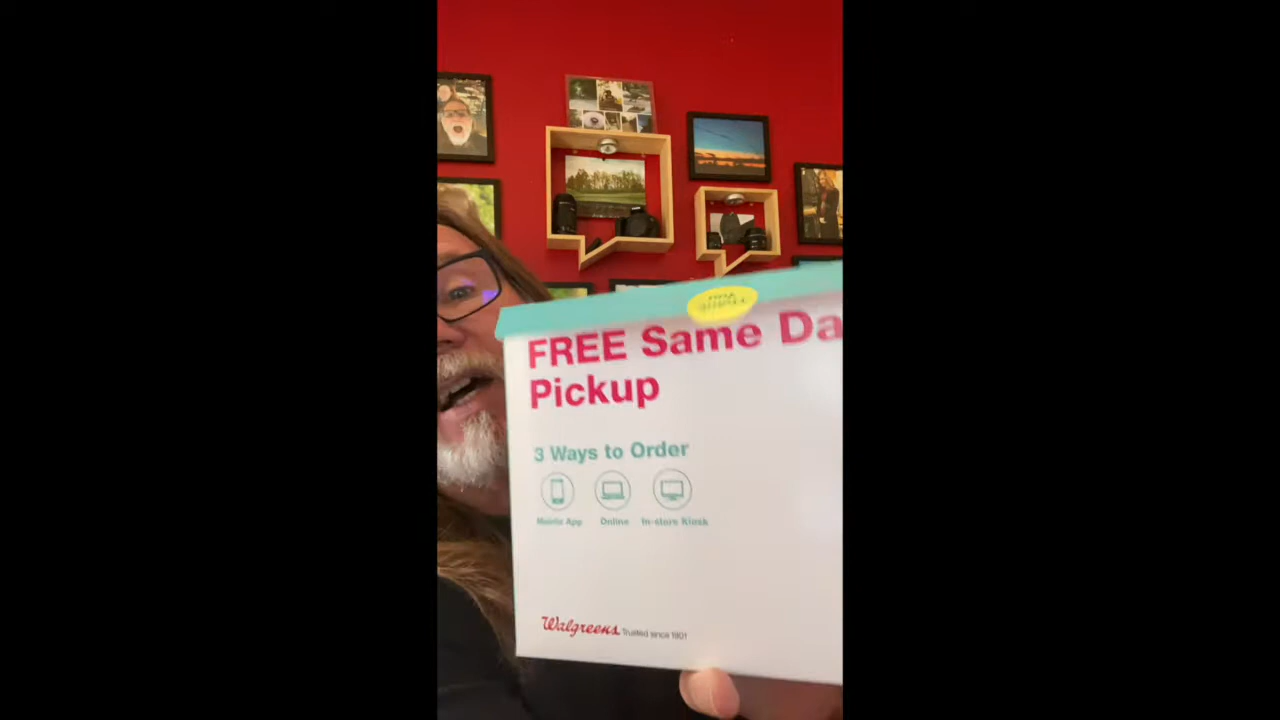 FREE Same Da
Pickup
3 Ways to Order
Mobile App Online In-store Kiosk
Walgreens Trusted since 1901